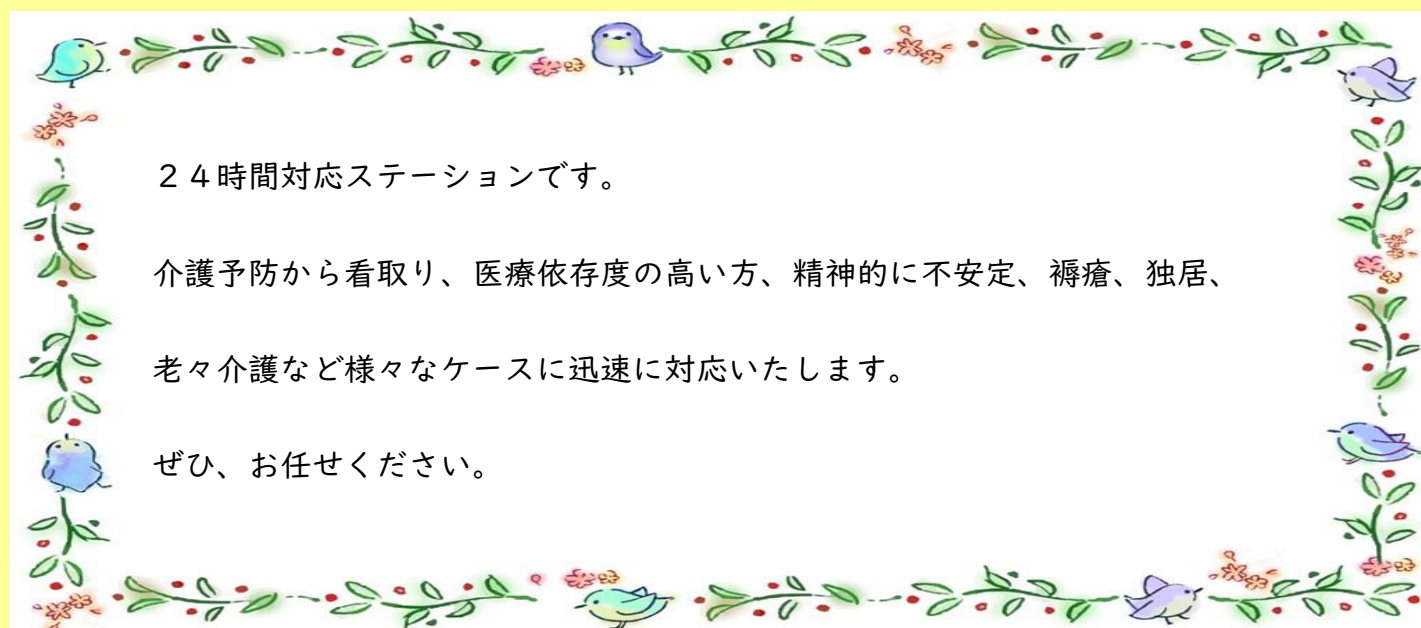 ２４時間対応ステーションです。
介護予防から看取り、医療依存度の高い方、精神的に不安定、褥瘡、独居、
老々介護など様々なケースに迅速に対応いたします。
ぜひ、お任せください。